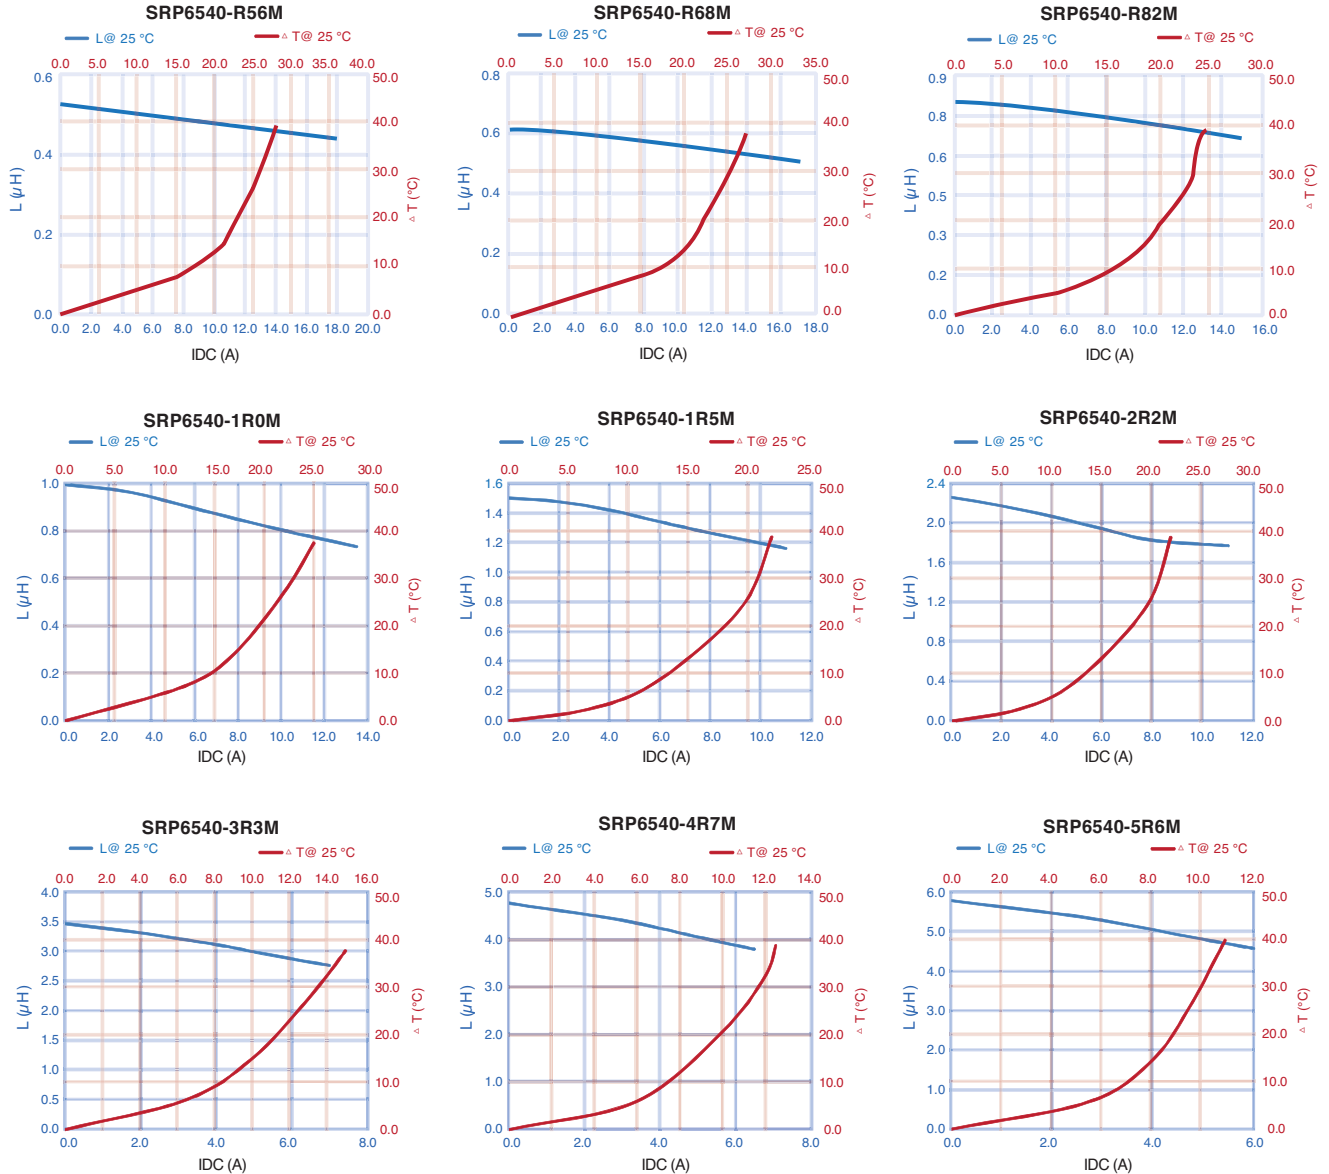 SRP6540-R56M
L@ 25 °C
△ T@ 25 °C
0.0 5.0 10.0 15.0 20.0 25.0 30.0 35.0 40.0
0.6
0.4
0.2
0.0
L (μH)
50.0
40.0
30.0
20.0
10.0
0.0
△ T (°C)
0.0 2.0 4.0 6.0 8.0 10.0 12.0 14.0 16.0 18.0 20.0
IDC (A)
SRP6540-R68M
L@ 25 °C
△ T@ 25 °C
0.0 5.0 10.0 15.0 20.0 25.0 30.0 35.0
0.8
0.6
0.4
0.2
0.0
L (μH)
50.0
40.0
30.0
20.0
10.0
0.0
△ T (°C)
0.0 2.0 4.0 6.0 8.0 10.0 12.0 14.0 16.0 18.0
IDC (A)
SRP6540-R82M
L@ 25 °C
△ T@ 25 °C
0.0 5.0 10.0 15.0 20.0 25.0 30.0
0.9
0.8
0.6
0.5
0.3
0.2
0.0
L (μH)
50.0
40.0
30.0
20.0
10.0
0.0
△ T (°C)
0.0 2.0 4.0 6.0 8.0 10.0 12.0 14.0 16.0
IDC (A)
SRP6540-1R0M
L@ 25 °C
△ T@ 25 °C
0.0 5.0 10.0 15.0 20.0 25.0 30.0
1.0
0.8
0.6
0.4
0.2
0.0
L (μH)
50.0
40.0
30.0
20.0
10.0
0.0
△ T (°C)
0.0 2.0 4.0 6.0 8.0 10.0 12.0 14.0
IDC (A)
SRP6540-1R5M
L@ 25 °C
△ T@ 25 °C
0.0 5.0 10.0 15.0 20.0 25.0
1.6
1.4
1.2
1.0
0.8
0.6
0.4
0.2
0.0
L (μH)
50.0
40.0
30.0
20.0
10.0
0.0
△ T (°C)
0.0 2.0 4.0 6.0 8.0 10.0 12.0
IDC (A)
SRP6540-2R2M
L@ 25 °C
△ T@ 25 °C
0.0 5.0 10.0 15.0 20.0 25.0 30.0
2.4
2.0
1.6
1.2
0.8
0.4
0.0
L (μH)
50.0
40.0
30.0
20.0
10.0
0.0
△ T (°C)
0.0 2.0 4.0 6.0 8.0 10.0 12.0
IDC (A)
SRP6540-3R3M
L@ 25 °C
△ T@ 25 °C
0.0 2.0 4.0 6.0 8.0 10.0 12.0 14.0 16.0
4.0
3.5
3.0
2.5
2.0
1.5
1.0
0.5
0.0
L (μH)
50.0
40.0
30.0
20.0
10.0
0.0
△ T (°C)
0.0 2.0 4.0 6.0 8.0
IDC (A)
SRP6540-4R7M
L@ 25 °C
△ T@ 25 °C
0.0 2.0 4.0 6.0 8.0 10.0 12.0 14.0
5.0
4.0
3.0
2.0
1.0
0.0
L (μH)
50.0
40.0
30.0
20.0
10.0
0.0
△ T (°C)
0.0 2.0 4.0 6.0 8.0
IDC (A)
SRP6540-5R6M
L@ 25 °C
△ T@ 25 °C
0.0 2.0 4.0 6.0 8.0 10.0 12.0
6.0
5.0
4.0
3.0
2.0
1.0
0.0
L (μH)
50.0
40.0
30.0
20.0
10.0
0.0
△ T (°C)
0.0 2.0 4.0 6.0
IDC (A)